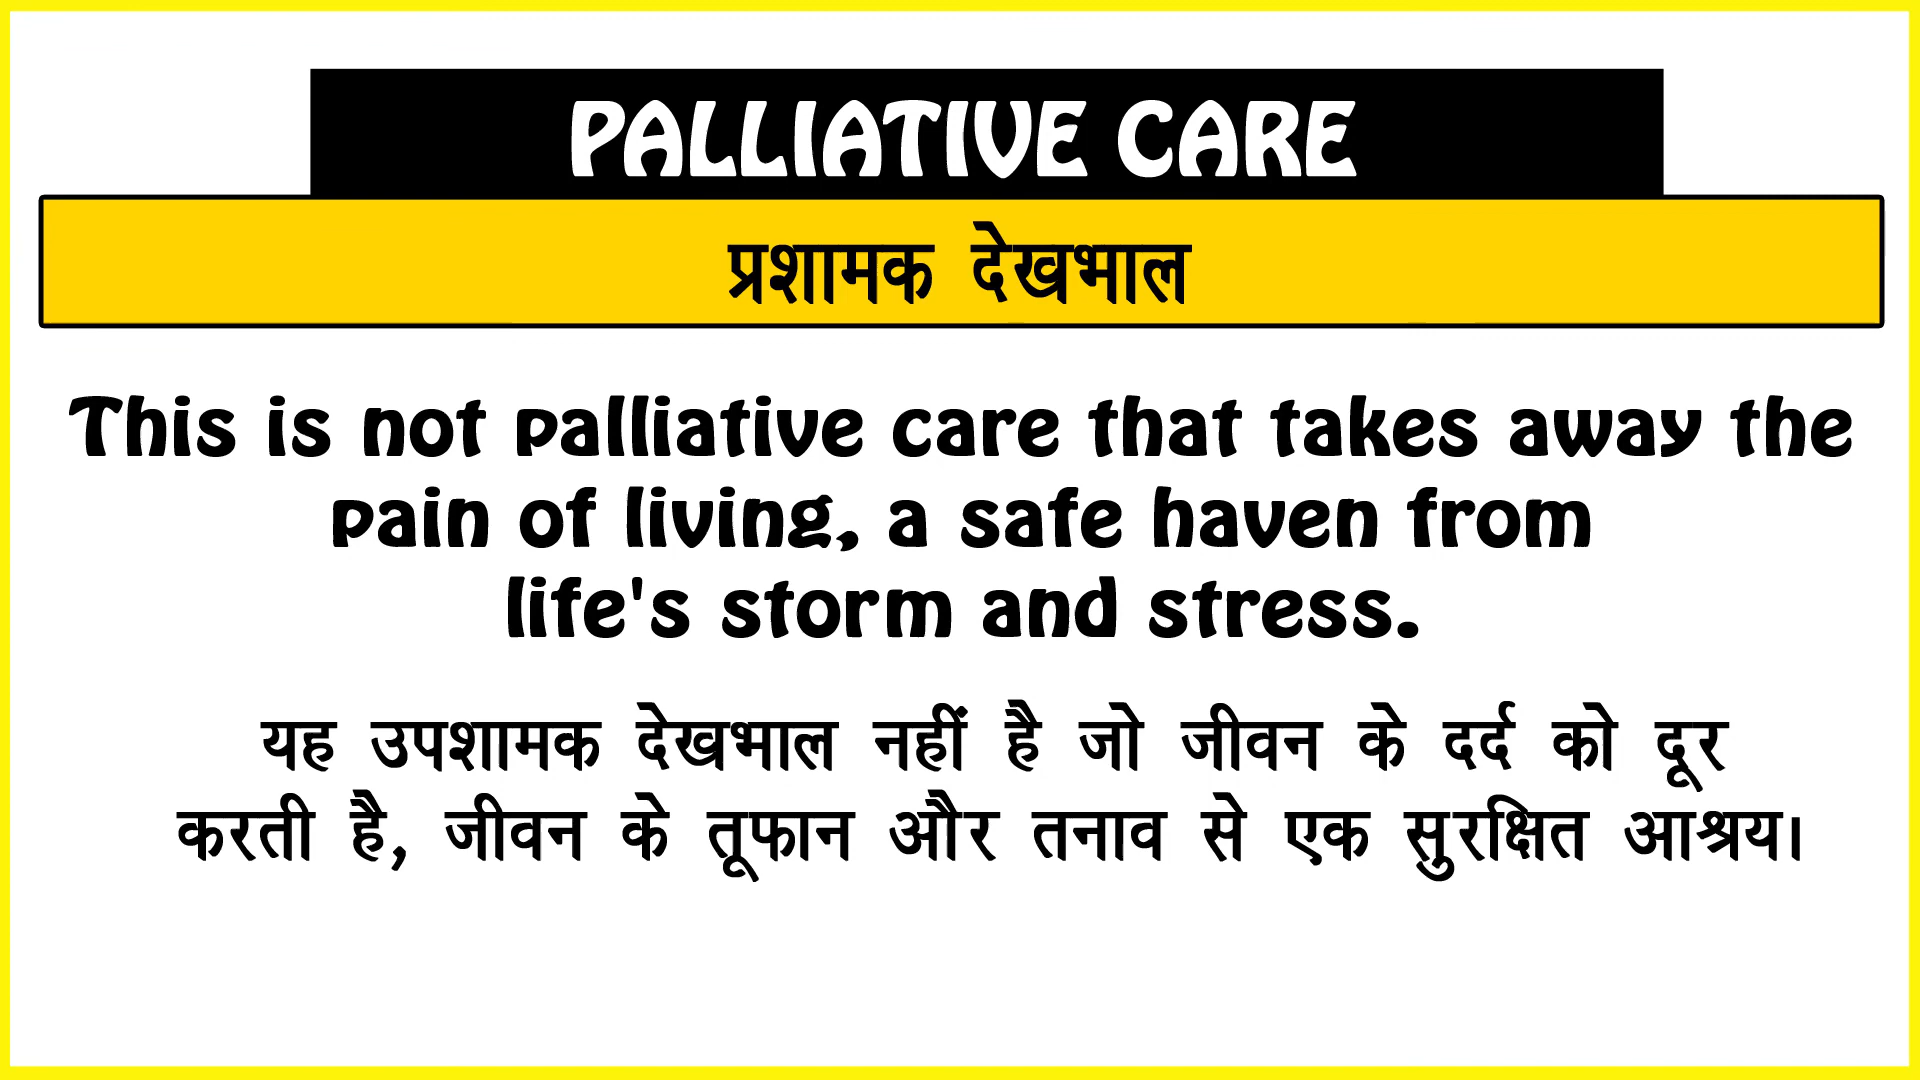 PALLIATIVE CARE
प्रशामक देखभाल
This is not palliative care that takes away the
pain of living, a safe haven from
life's storm and stress.
यह उपशामक देखभाल नहीं है जो जीवन के दर्द को दूर
करती है, जीवन के तूफान और तनाव से एक सुरक्षित आश्रय।